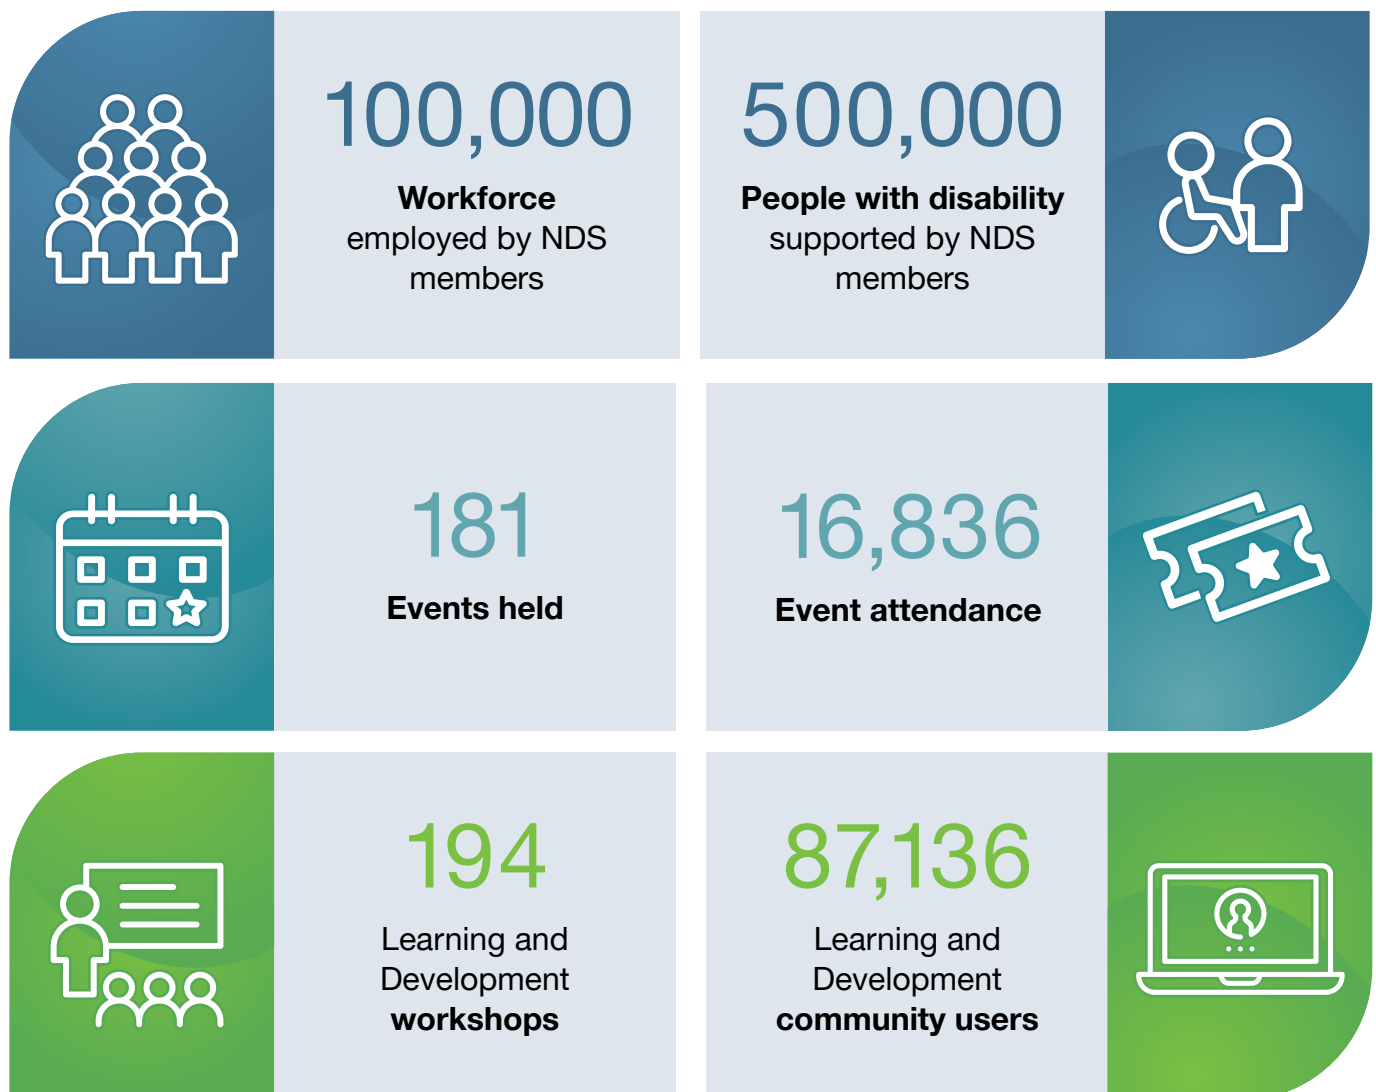 100,000
Workforce
employed by NDS
members
500,000
People with disability
supported by NDS
members
181
Events held
16,836
Event attendance
194
Learning and
Development
workshops
87,136
Learning and
Development
community users